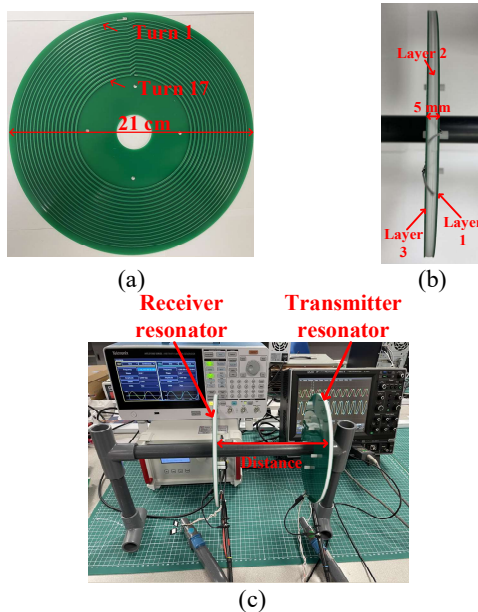 Turn 1
Turn 17
21 cm
(a)
Layer 2
5 mm
Layer
3
Layer
1
(b)
Receiver
resonator
Transmitter
resonator
Tektronix
Distance
(c)